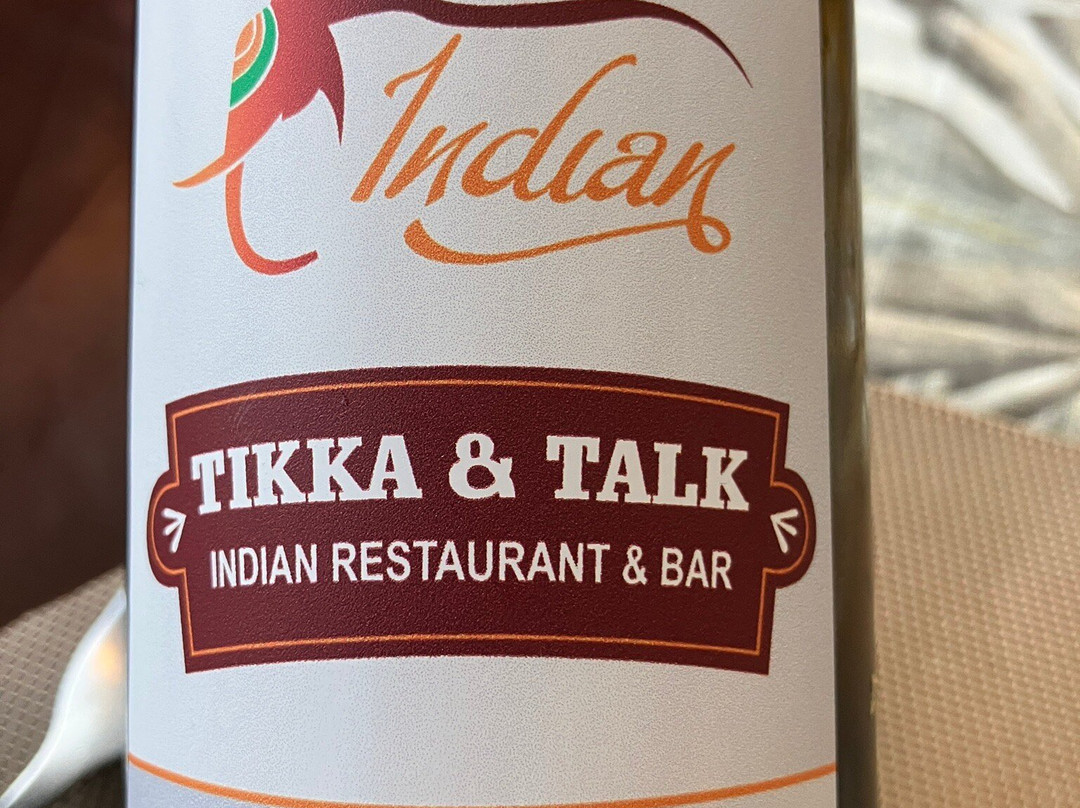 Indian
TIKKA & TALK
INDIAN RESTAURANT & BAR